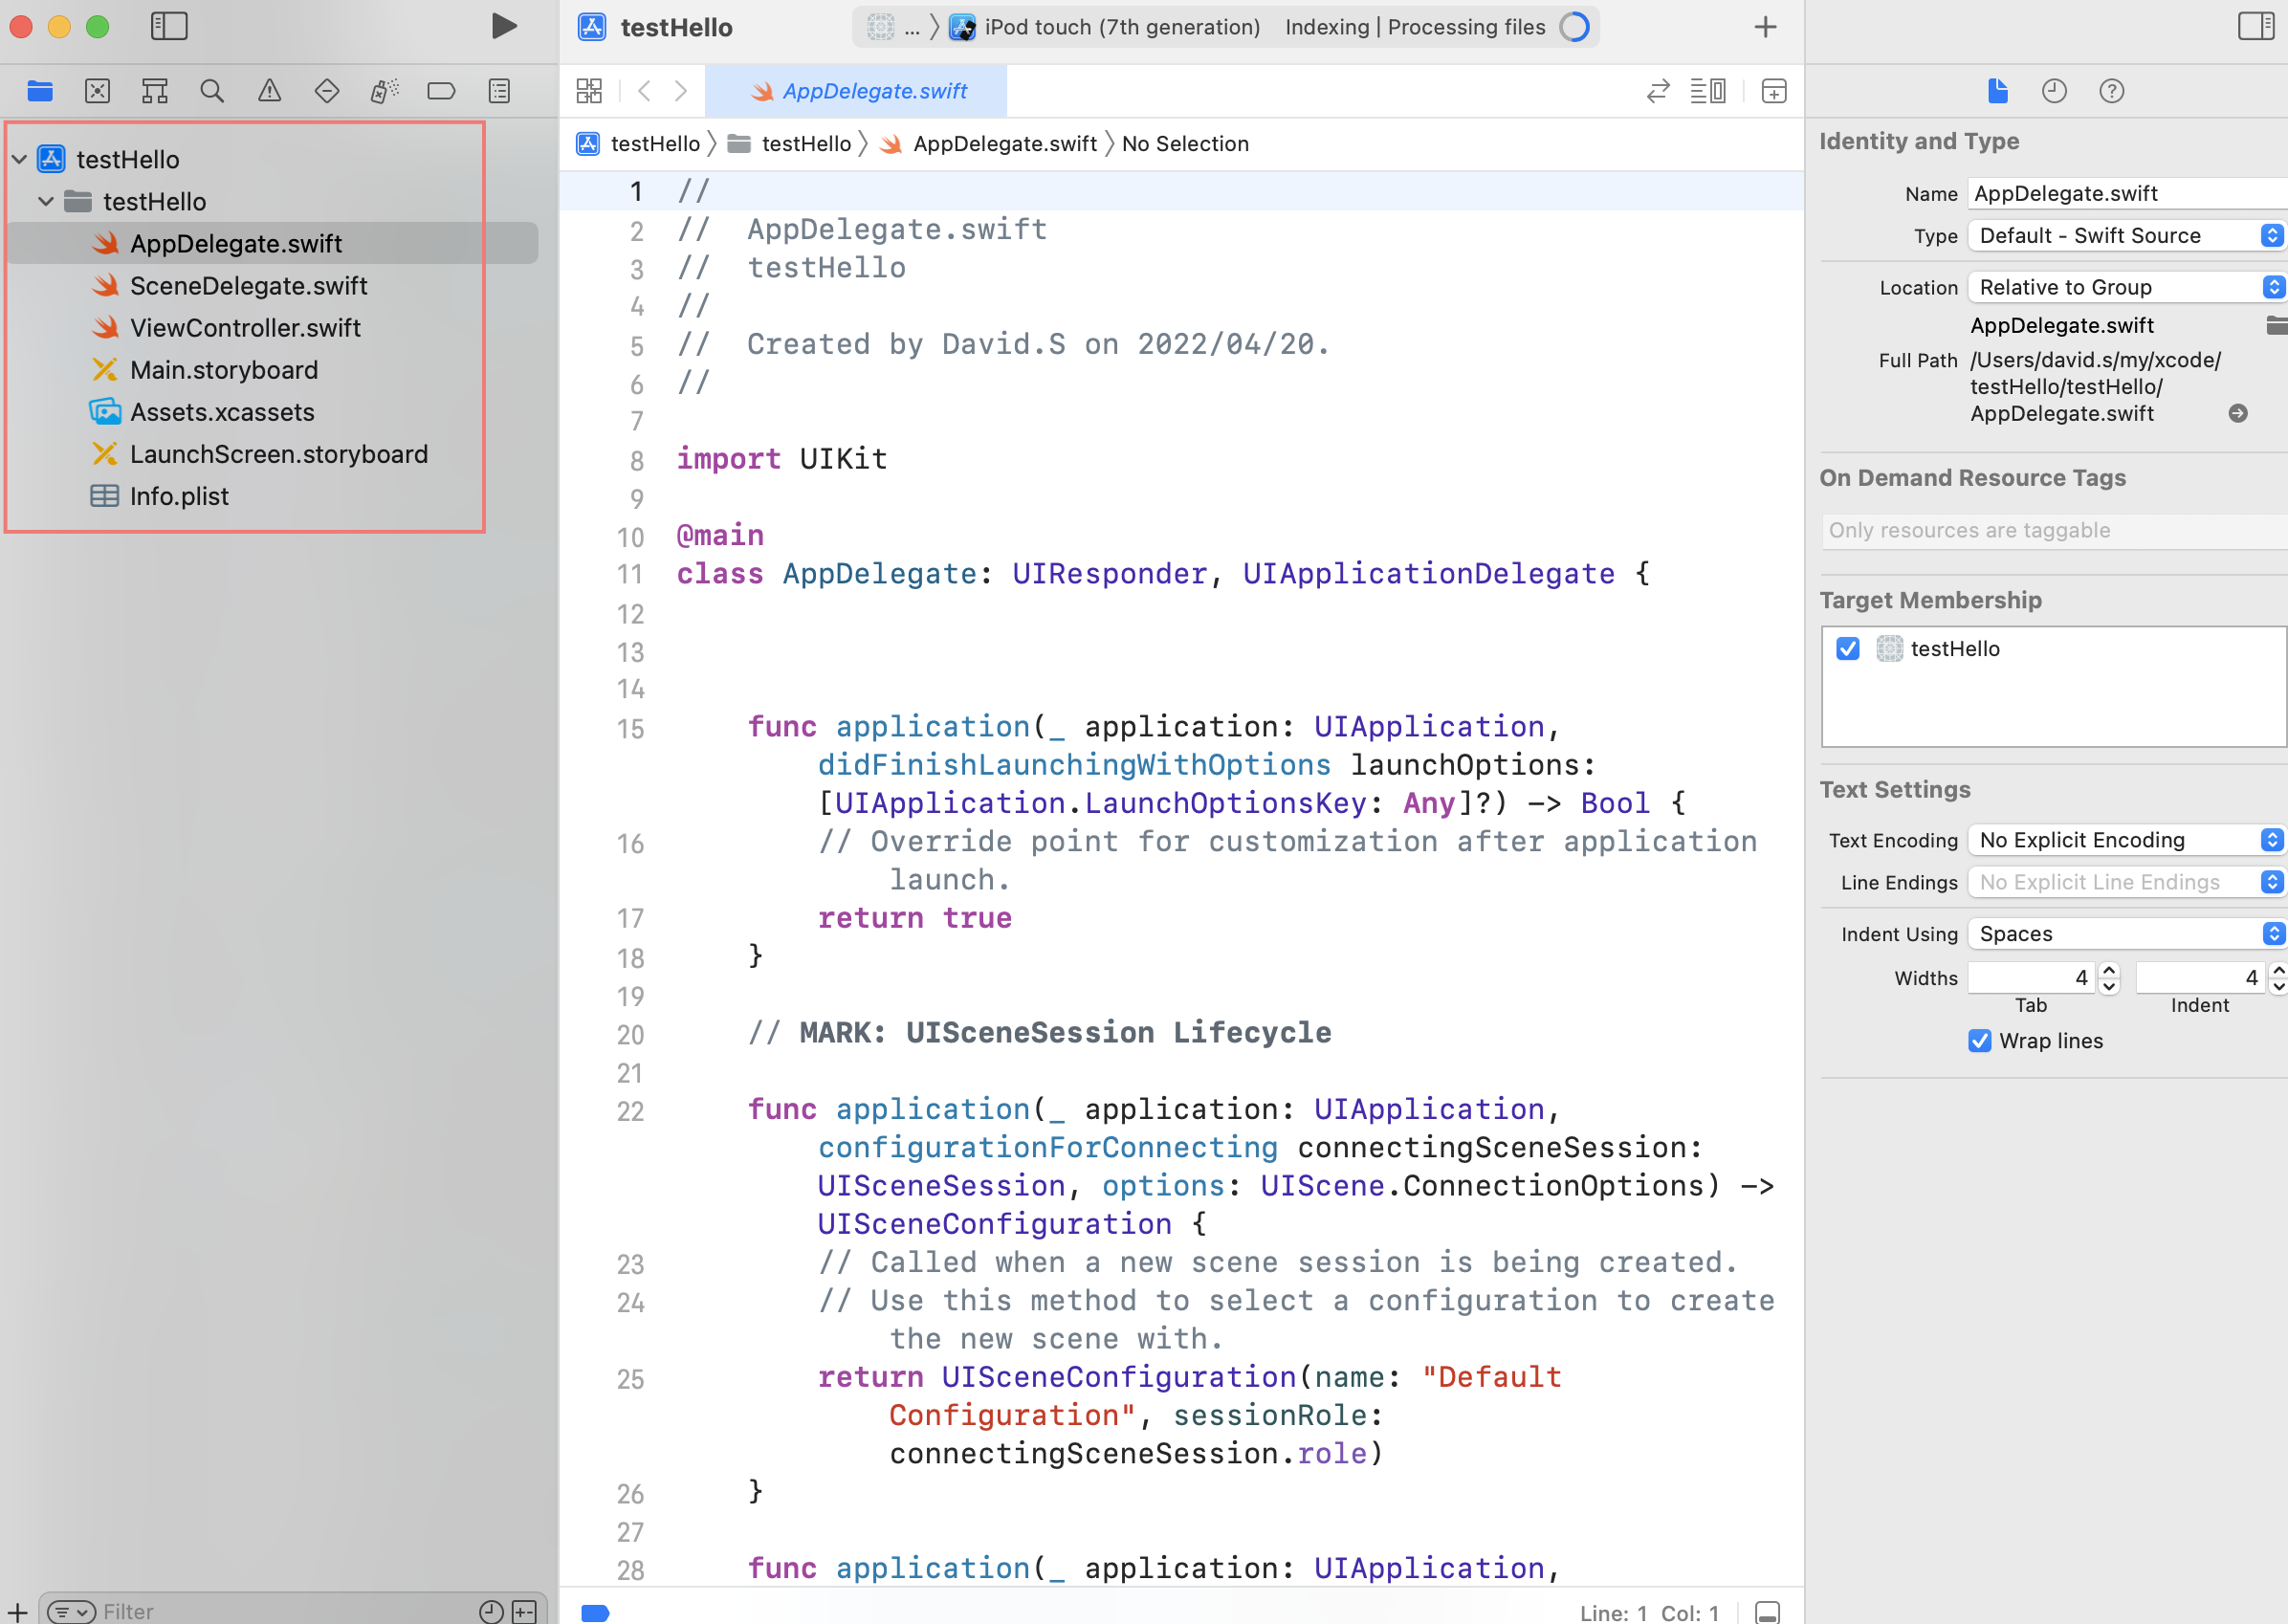 testHello
... iPod touch (7th generation) Indexing | Processing files
AppDelegate.swift
testHello
testHello
AppDelegate.swift
SceneDelegate.swift
ViewController.swift
Main.storyboard
Assets.xcassets
LaunchScreen.storyboard
Info.plist
Filter
testHello testHello AppDelegate.swift No Selection
1 //
2 //  AppDelegate.swift
3 //  testHello
4 //
5 //  Created by David.S on 2022/04/20.
6 //
7
8 import UIKit
9
10 @main
11 class AppDelegate: UIResponder, UIApplicationDelegate {
12
13
14
15 func application(_ application: UIApplication,
didFinishLaunchingWithOptions launchOptions:
[UIApplication.LaunchOptionsKey: Any]?) -> Bool {
16 // Override point for customization after application
launch.
17 return true
18 }
19
20 // MARK: UISceneSession Lifecycle
21
22 func application(_ application: UIApplication,
configurationForConnecting connectingSceneSession:
UISceneSession, options: UIScene.ConnectionOptions) ->
UISceneConfiguration {
23 // Called when a new scene session is being created.
24 // Use this method to select a configuration to create
the new scene with.
25 return UISceneConfiguration(name: "Default
Configuration", sessionRole:
connectingSceneSession.role)
26 }
27
28 func application(_ application: UIApplication,
Line: 1 Col: 1
Identity and Type
Name AppDelegate.swift
Type Default - Swift Source
Location Relative to Group
AppDelegate.swift
Full Path /Users/david.s/my/xcode/
testHello/testHello/
AppDelegate.swift
On Demand Resource Tags
Only resources are taggable
Target Membership
testHello
Text Settings
Text Encoding No Explicit Encoding
Line Endings No Explicit Line Endings
Indent Using Spaces
Widths 4 4
Tab Indent
Wrap lines